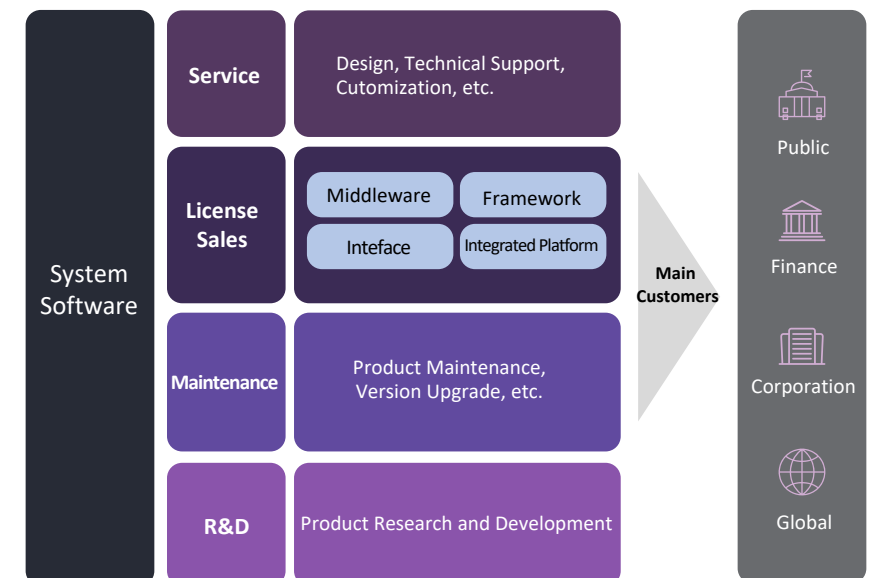 System
Software
Service
Design, Technical Support,
Cutomization, etc.
License
Sales
Middleware
Framework
Inteface
Integrated Platform
Maintenance
Product Maintenance,
Version Upgrade, etc.
R&D
Product Research and Development
Main
Customers
Public
Finance
Corporation
Global